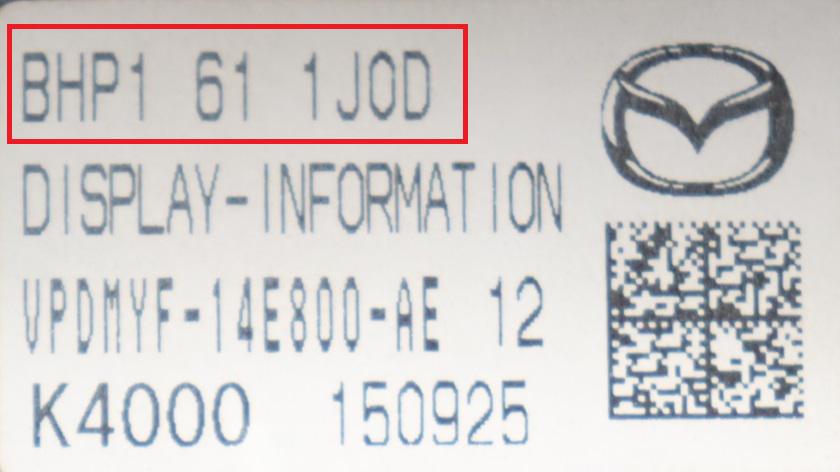 BHP1 61 1J0D
DISPLAY-INFORMATION
VPDMYF-14E800-AE 12
K4000 150925